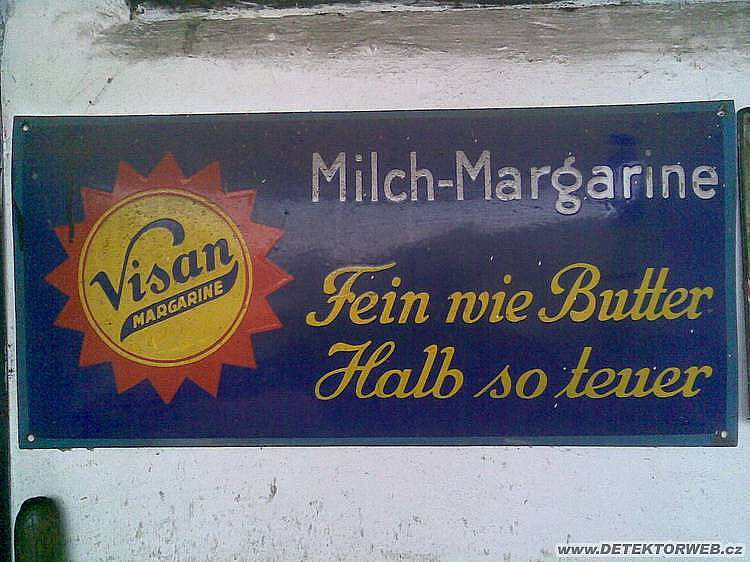 Milch-Margarine
Visan
MARGARINE
Fein wie Butter
Halb so teuer
www.DETEKTORWEB.cz